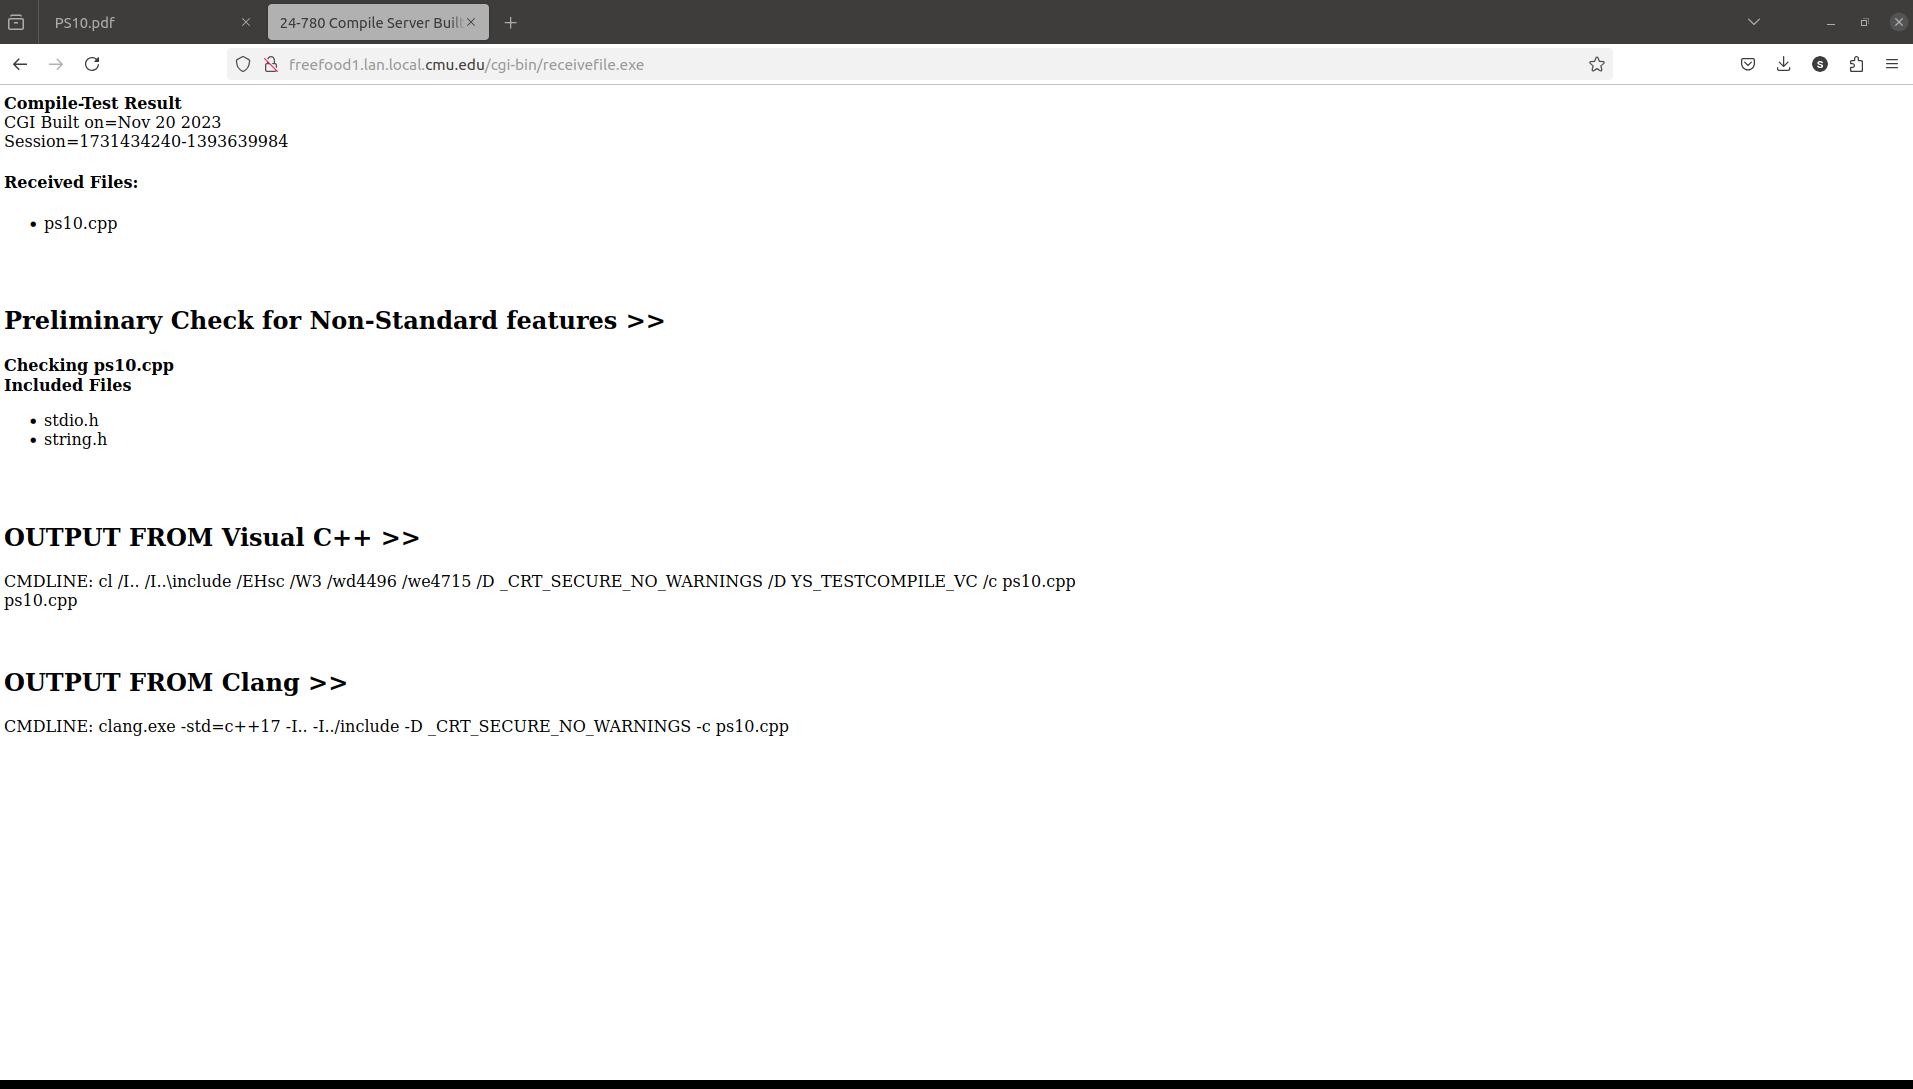 PS10.pdf
24-780 Compile Server Buil
freefood1.lan.local.cmu.edu/cgi-bin/receivefile.exe
S
Compile-Test Result
CGI Built on=Nov 20 2023
Session=1731434240-1393639984
Received Files:
• ps10.cpp
Preliminary Check for Non-Standard features >>
Checking ps10.cpp
Included Files
• stdio.h
• string.h
OUTPUT FROM Visual C++ >>
CMDLINE: cl /I.. /I..\include /EHsc /W3 /wd4496 /we4715 /D _CRT_SECURE_NO_WARNINGS /D YS_TESTCOMPILE_VC /c ps10.cpp
ps10.cpp
OUTPUT FROM Clang >>
CMDLINE: clang.exe -std=c++17 -I.. -I../include -D _CRT_SECURE_NO_WARNINGS -c ps10.cpp